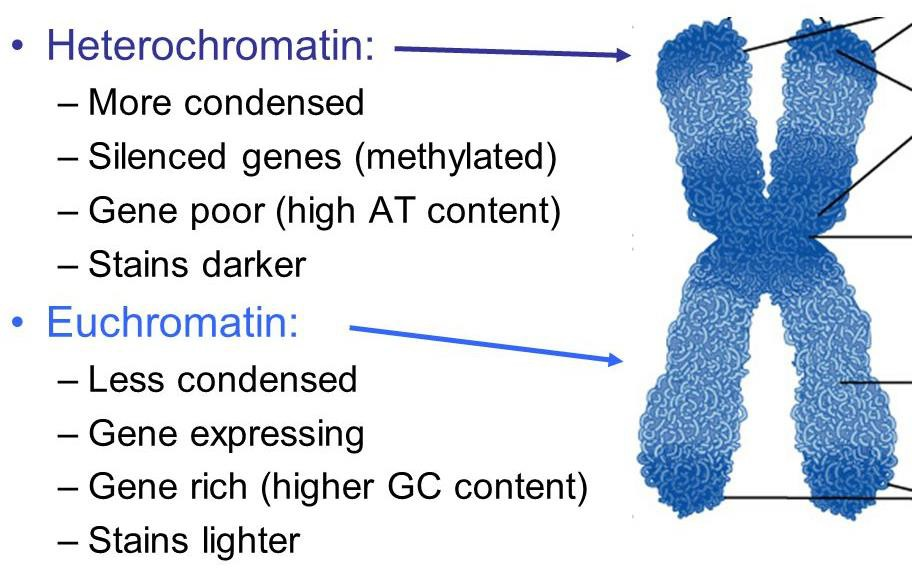 • Heterochromatin:
– More condensed
– Silenced genes (methylated)
– Gene poor (high AT content)
– Stains darker
• Euchromatin:
– Less condensed
– Gene expressing
– Gene rich (higher GC content)
– Stains lighter